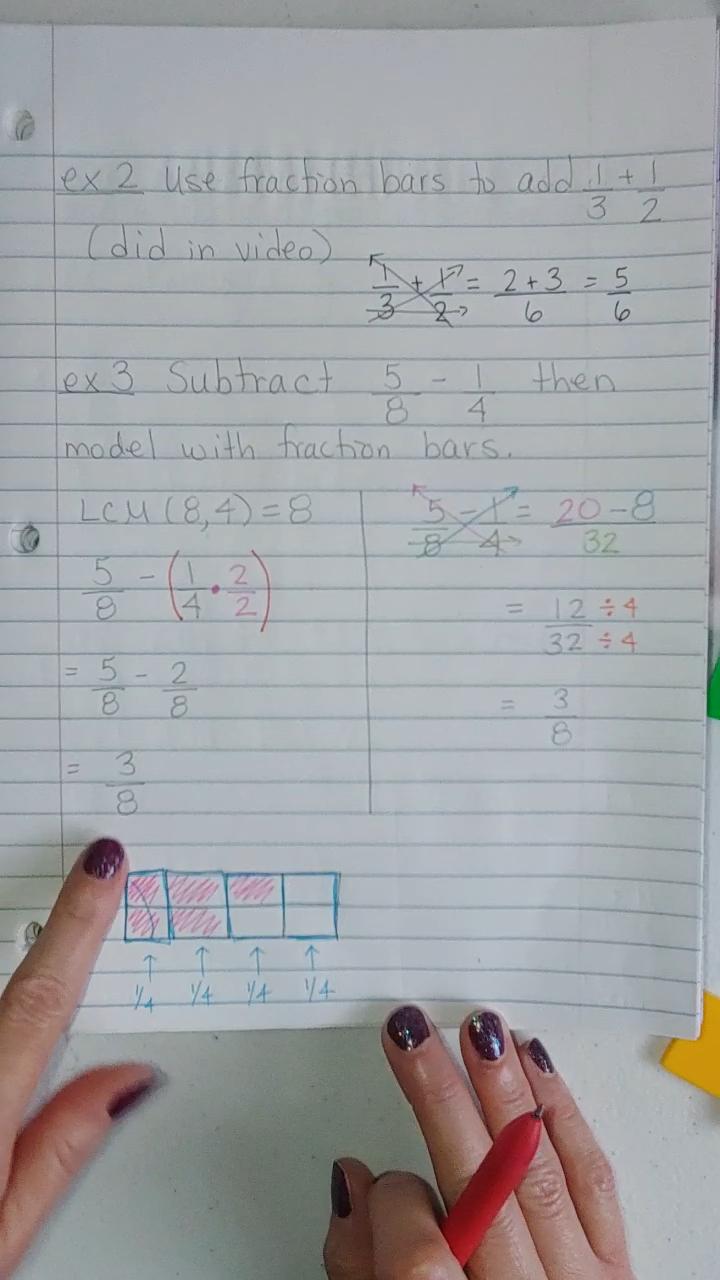 ex 2 Use fraction bars to add 1/3 + 1/2
(did in video)
1/3 + 1/2 = 2+3/6 = 5/6
ex 3 Subtract 5/8 - 1/4 then
model with fraction bars.
LCM (8,4) = 8
5/8 - (1/4 • 2/2)
= 5/8 - 2/8
= 3/8
5/8 - 1/4 = 20-8/32
= 12÷4/32÷4
= 3/8
↑ ↑ ↑ ↑
1/4 1/4 1/4 1/4